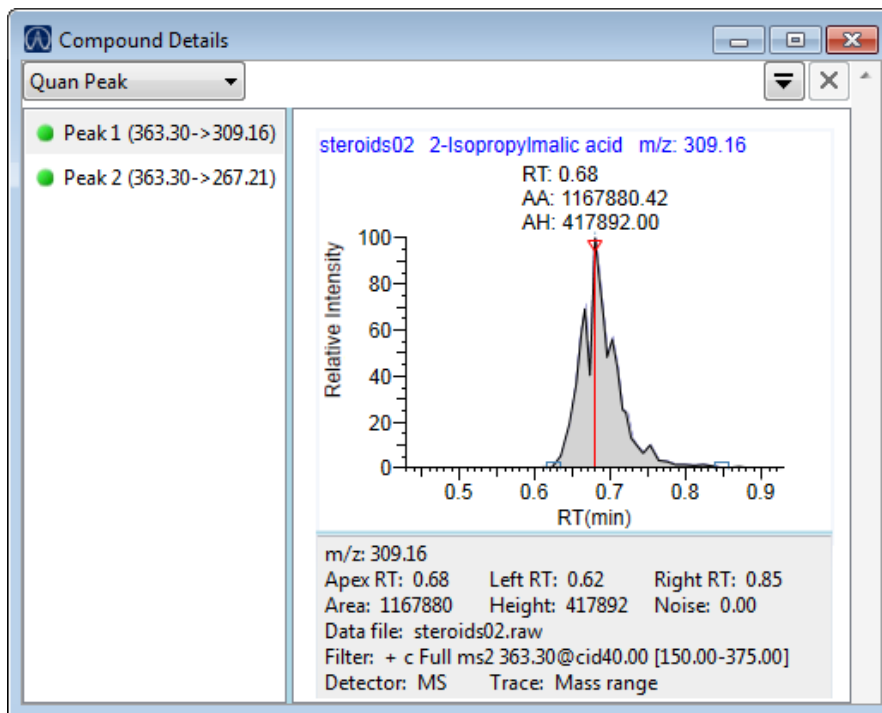 Compound Details
Quan Peak
Peak 1 (363.30->309.16)
Peak 2 (363.30->267.21)
steroids02 2-Isopropylmalic acid m/z: 309.16
RT: 0.68
AA: 1167880.42
AH: 417892.00
Relative Intensity
100
80
60
40
20
0
0.5 0.6 0.7 0.8 0.9
RT(min)
m/z: 309.16
Apex RT: 0.68 Left RT: 0.62 Right RT: 0.85
Area: 1167880 Height: 417892 Noise: 0.00
Data file: steroids02.raw
Filter: + c Full ms2 363.30@cid40.00 [150.00-375.00]
Detector: MS Trace: Mass range